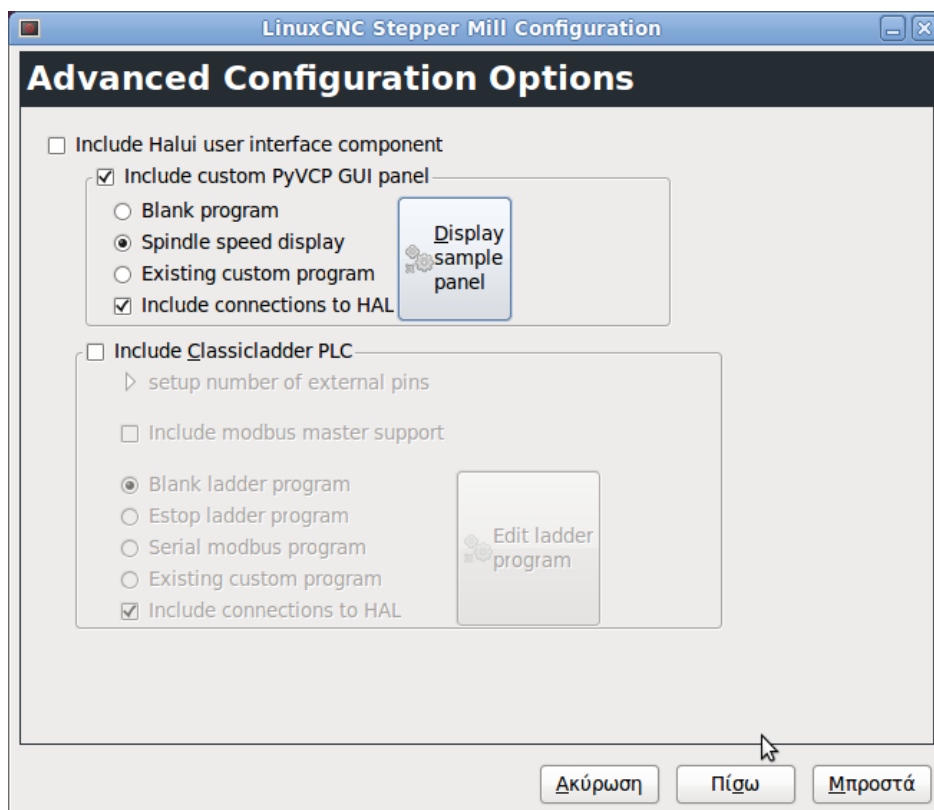 LinuxCNC Stepper Mill Configuration
Advanced Configuration Options
Include Halui user interface component
Include custom PyVCP GUI panel
Blank program
Spindle speed display
Existing custom program
Include connections to HAL
Display
sample
panel
Include Classicladder PLC
setup number of external pins
Include modbus master support
Blank ladder program
Estop ladder program
Serial modbus program
Existing custom program
Include connections to HAL
Edit ladder
program
Ακύρωση
Πίσω
Μπροστά